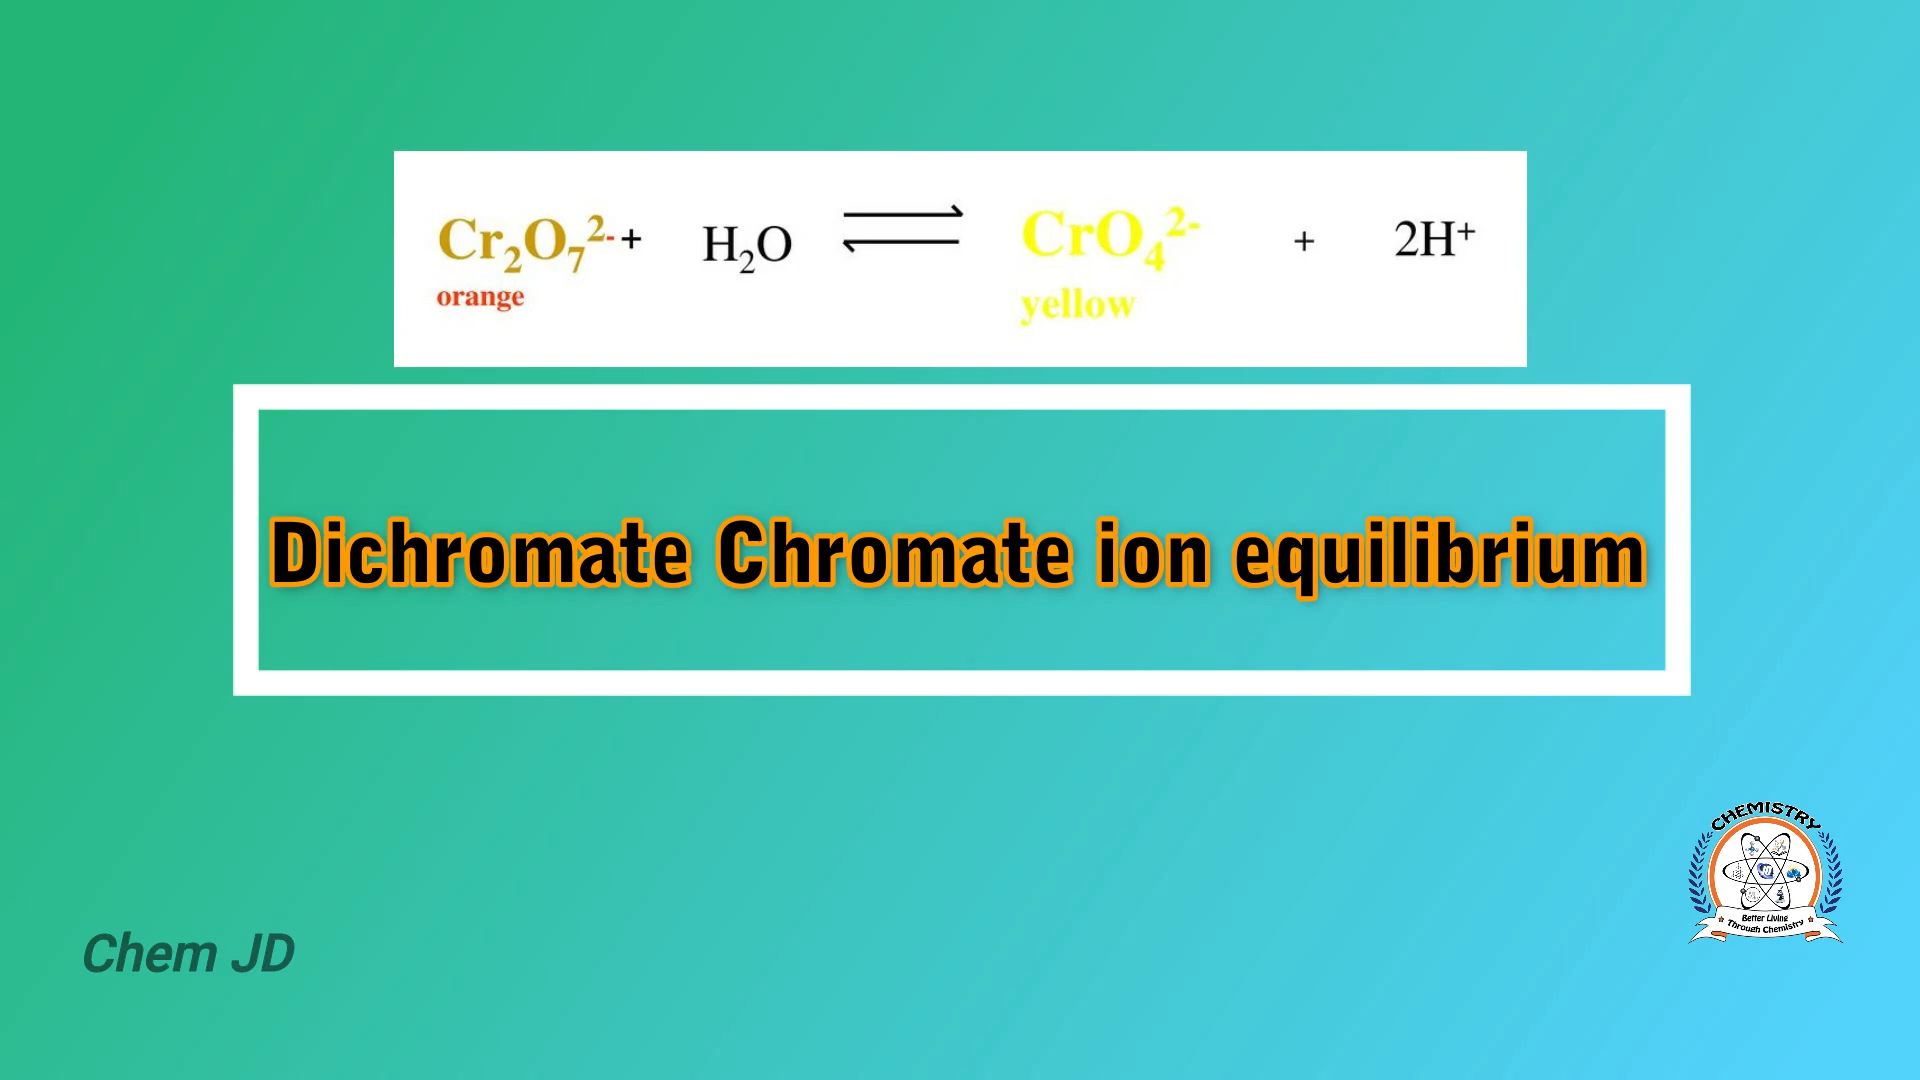 Cr₂O₇²⁻ + H₂O ⇌ CrO₄²⁻ + 2H⁺
orange yellow
Dichromate Chromate ion equilibrium
CHEMISTRY
Better Living
Through Chemistry
Chem JD